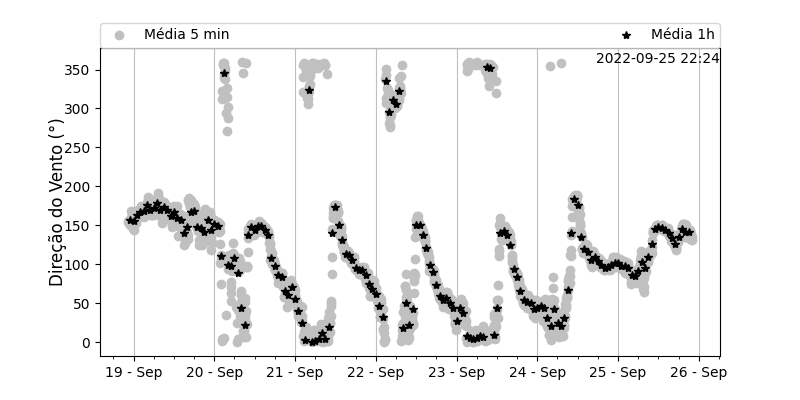 Média 5 min
Média 1h
2022-09-25 22:24
Direção do Vento (°)
350
300
250
200
150
100
50
0
19 - Sep
20 - Sep
21 - Sep
22 - Sep
23 - Sep
24 - Sep
25 - Sep
26 - Sep